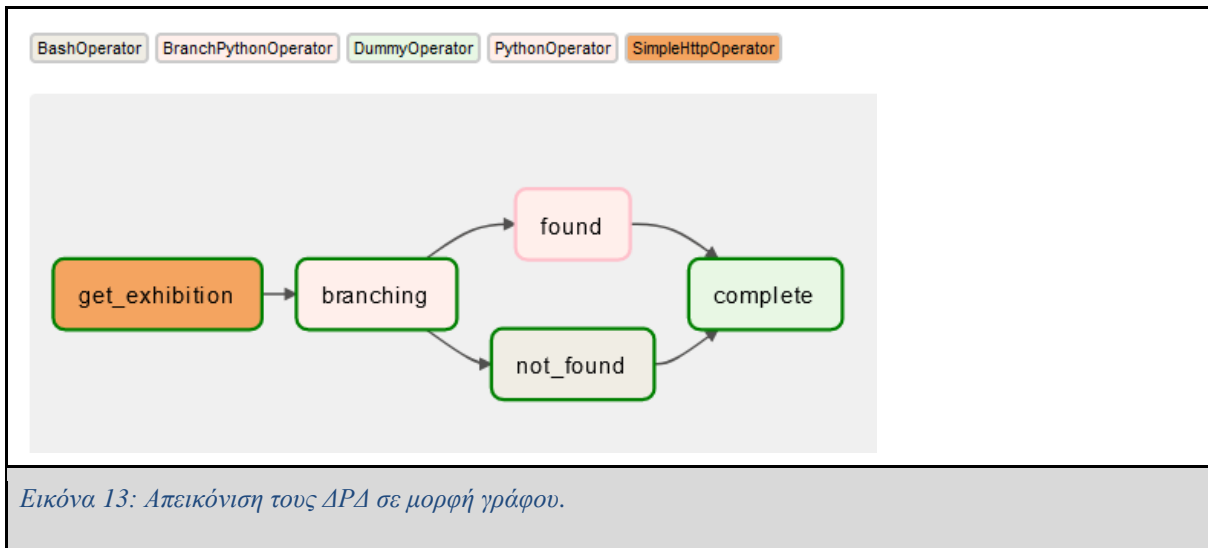 BashOperator BranchPythonOperator DummyOperator PythonOperator SimpleHttpOperator
found
get_exhibition branching complete
not_found
Εικόνα 13: Απεικόνιση τους ΔΡΔ σε μορφή γράφου.